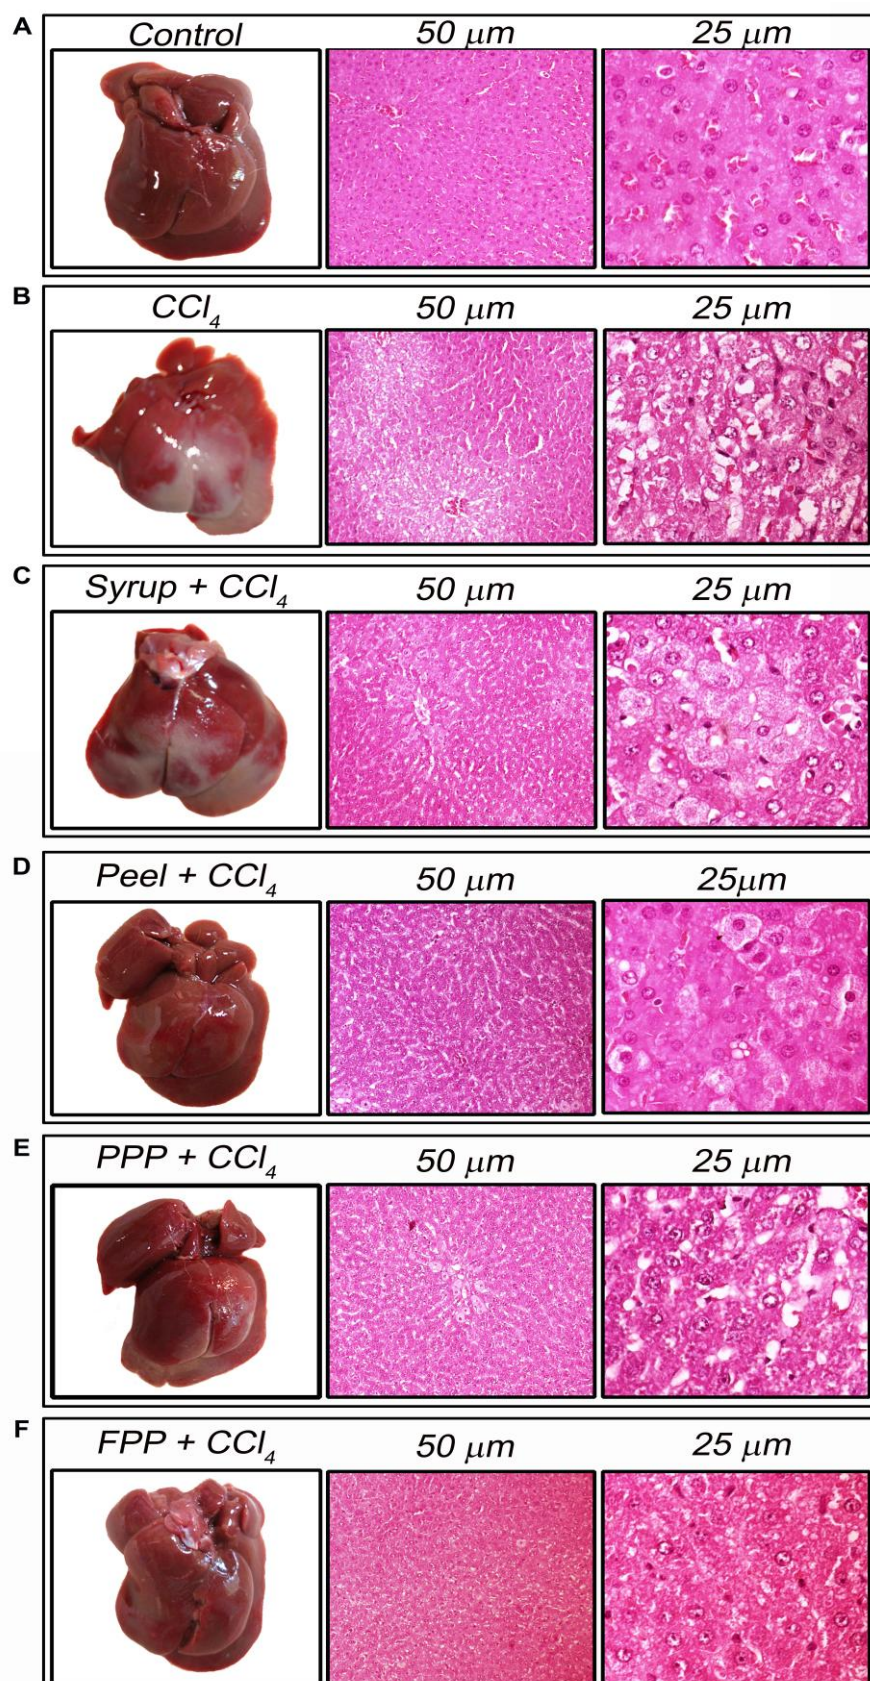 A Control 50 μm 25 μm
B CCl₄ 50 μm 25 μm
C Syrup + CCl₄ 50 μm 25 μm
D Peel + CCl₄ 50 μm 25μm
E PPP + CCl₄ 50 μm 25 μm
F FPP + CCl₄ 50 μm 25 μm